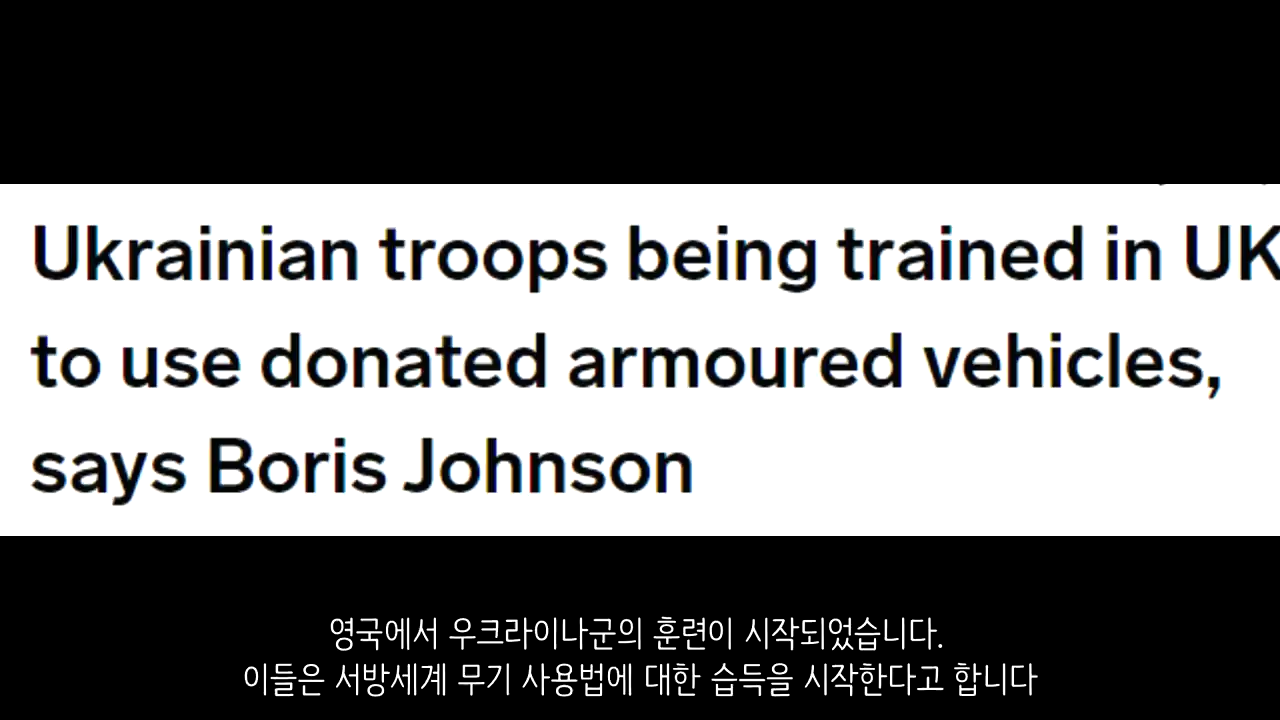 Ukrainian troops being trained in UK
to use donated armoured vehicles,
says Boris Johnson
영국에서 우크라이나군의 훈련이 시작되었습니다.
이들은 서방세계 무기 사용법에 대한 습득을 시작한다고 합니다